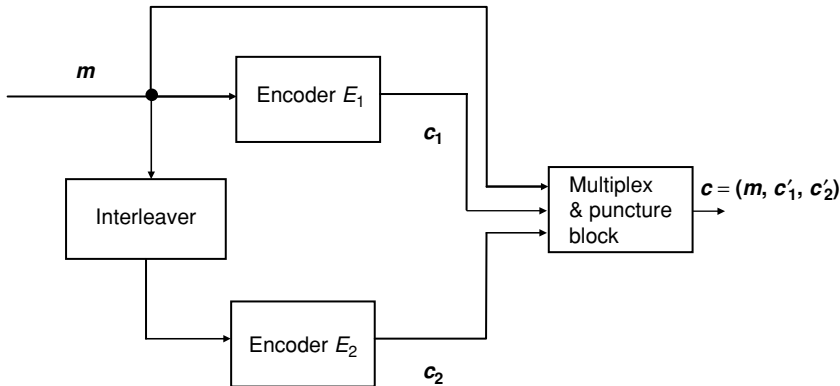 m
Encoder E₁
c₁
Interleaver
Multiplex
& puncture
block
c = (m, c′₁, c′₂)
Encoder E₂
c₂